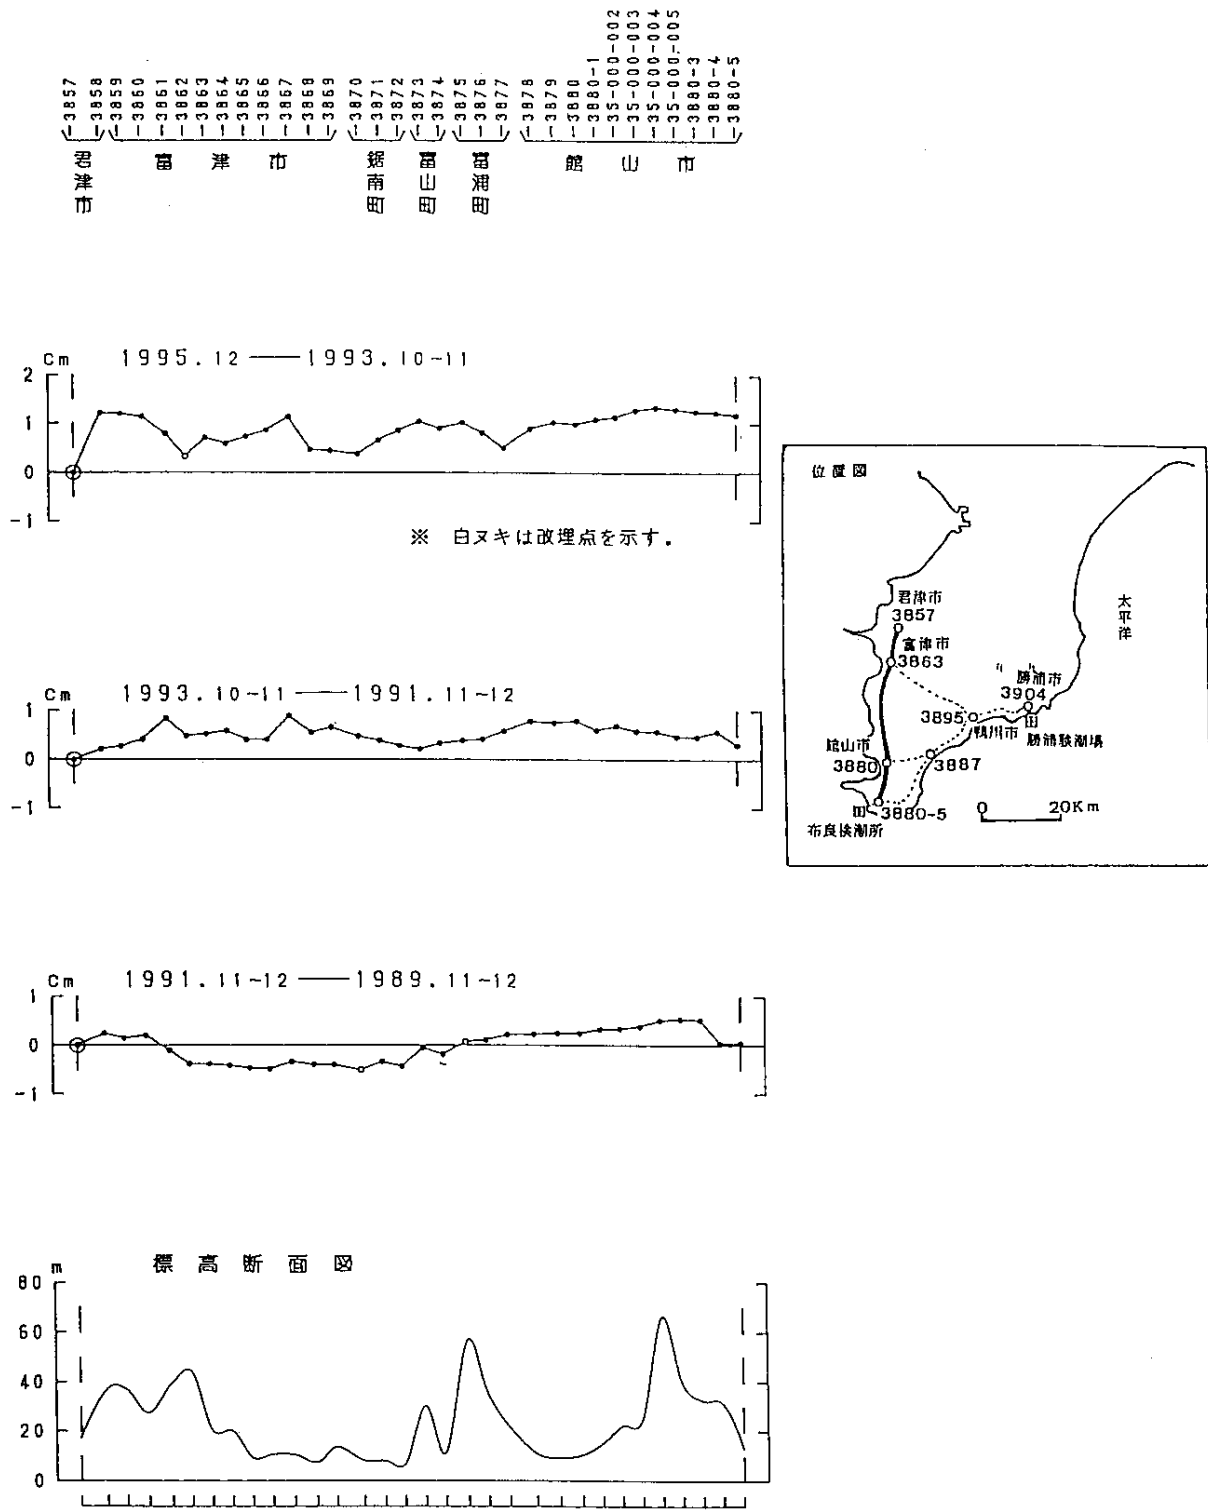 3857
3858
3859
3860
3861
3862
3863
3864
3865
3866
3867
3868
3869
3870
3871
3872
3873
3874
3875
3876
3877
3878
3879
3880
3880-1
35-000-002
35-000-003
35-000-004
35-000-005
3880-3
3880-4
3880-5
君津市
富津市
鋸南町
富山町
富浦町
館山市
Cm 1995.12 ── 1993.10~11
2
1
0
-1
※ 白ヌキは改埋点を示す.
Cm 1993.10~11 ── 1991.11~12
1
0
-1
Cm 1991.11~12 ── 1989.11~12
1
0
-1
m 標高断面図
80
60
40
20
0
位置図
君津市
3857
太平洋
富津市
3863
勝浦市
3904
3895
鴨川市
勝浦験潮場
館山市
3880
3887
3880-5
0 20Km
布良検潮所